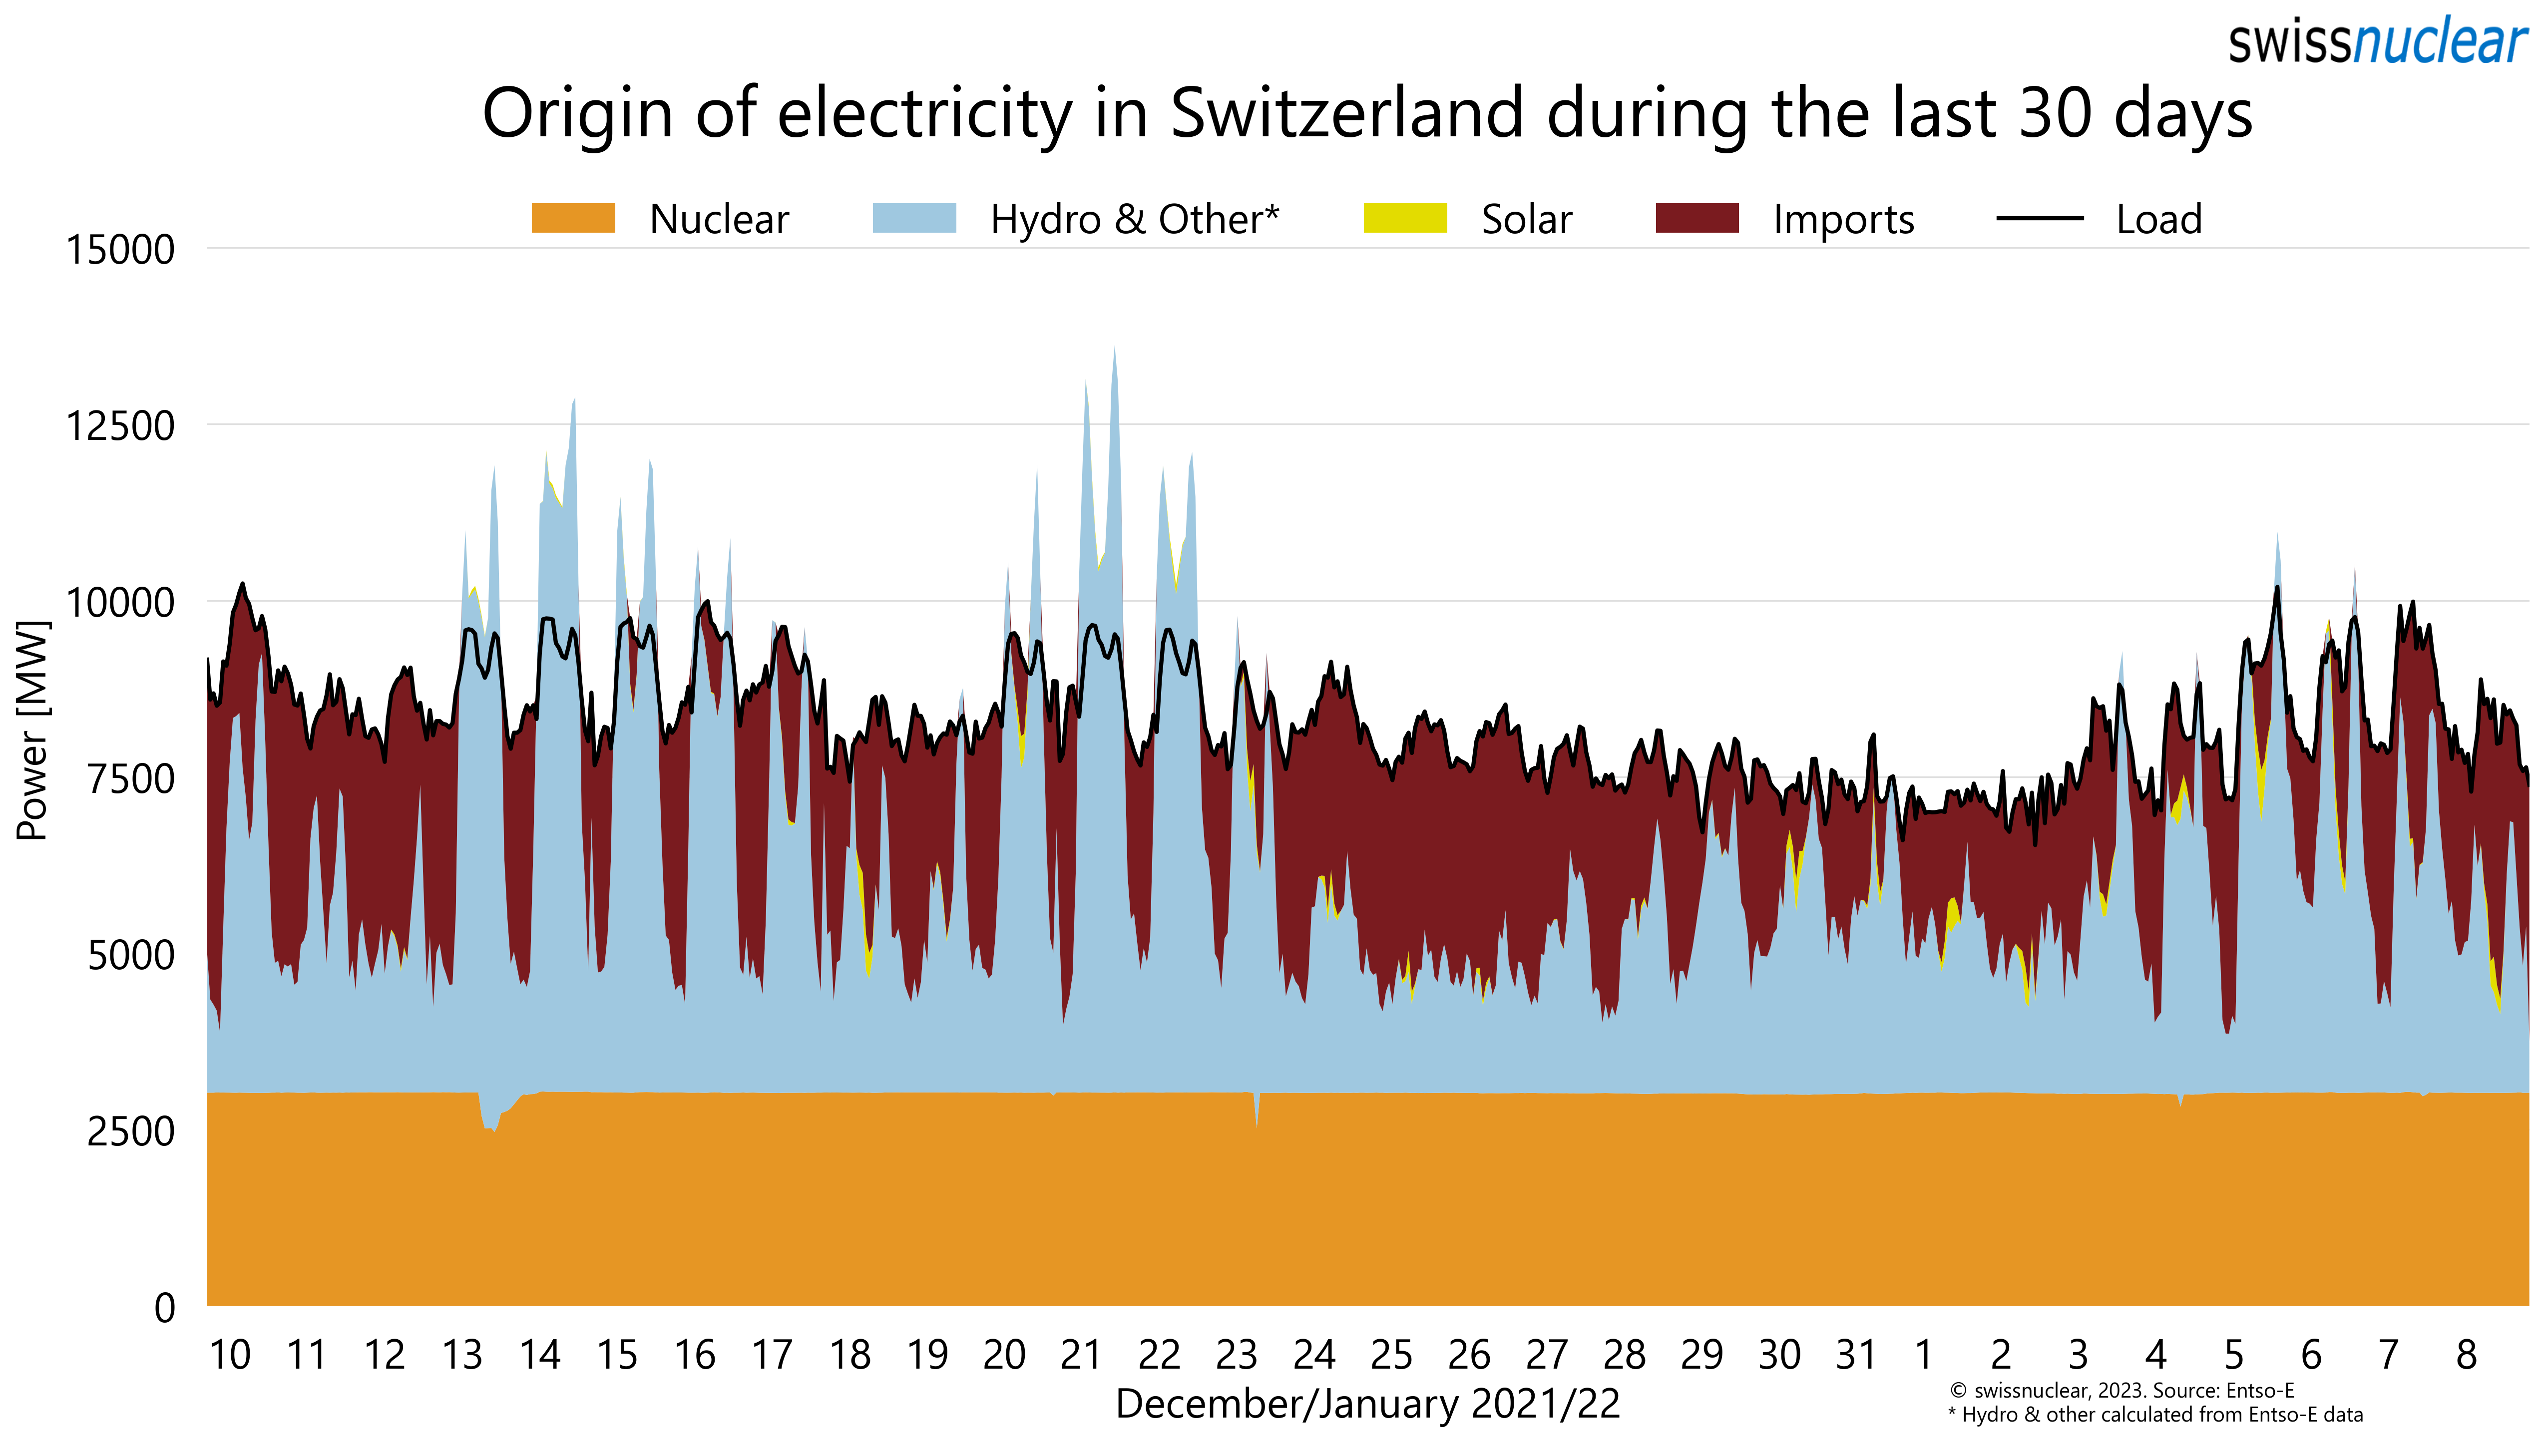 swissnuclear
Origin of electricity in Switzerland during the last 30 days
Nuclear Hydro & Other* Solar Imports Load
15000
12500
10000
7500
5000
2500
0
Power [MW]
10 11 12 13 14 15 16 17 18 19 20 21 22 23 24 25 26 27 28 29 30 31 1 2 3 4 5 6 7 8
December/January 2021/22
© swissnuclear, 2023. Source: Entso-E
* Hydro & other calculated from Entso-E data